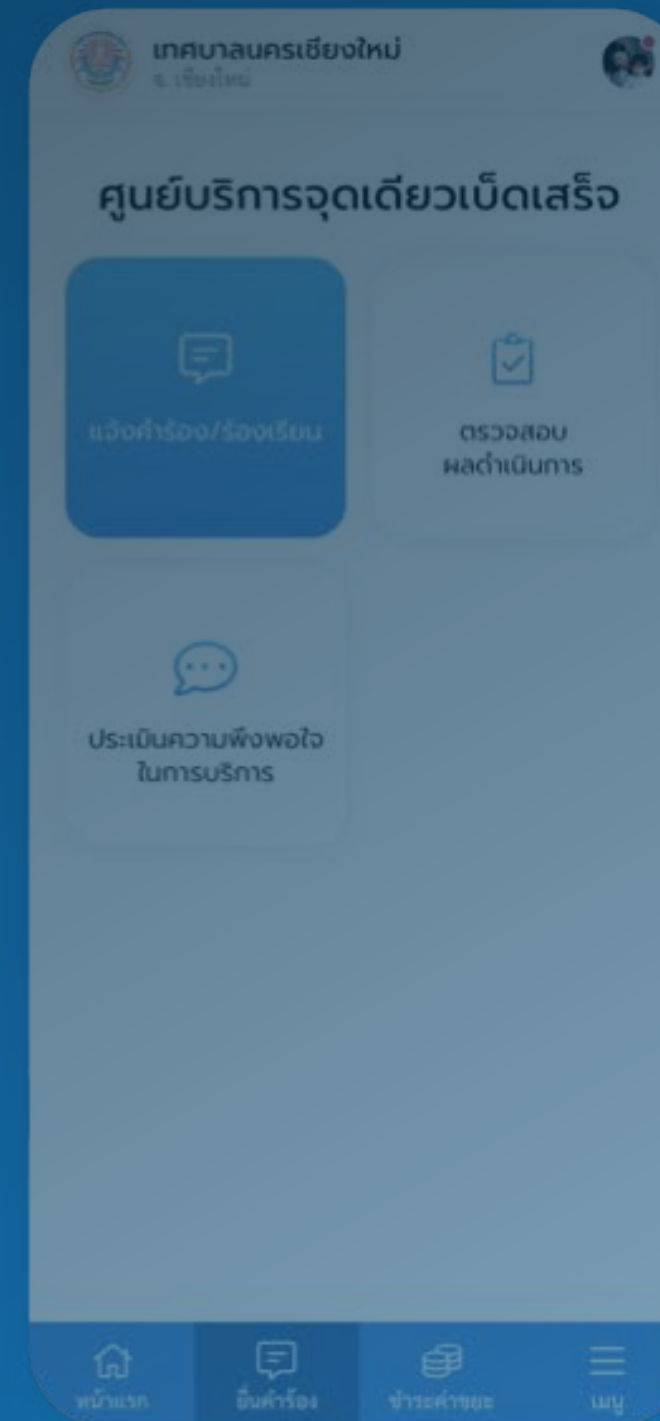 เทศบาลนครเชียงใหม่
จ. เชียงใหม่
ศูนย์บริการจุดเดียวเบ็ดเสร็จ
แจ้งคำร้อง/ร้องเรียน
ตรวจสอบ
ผลดำเนินการ
ประเมินความพึงพอใจ
ในการบริการ
หน้าแรก
ยื่นคำร้อง
ชำระค่าขยะ
เมนู